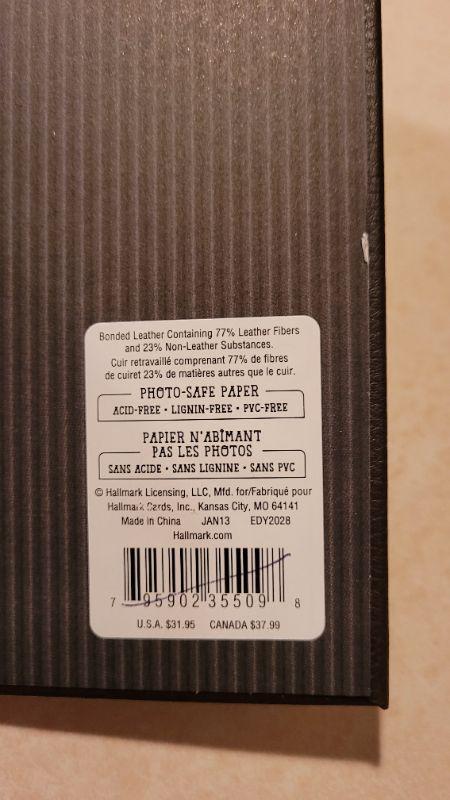 Bonded Leather Containing 77% Leather Fibers
and 23% Non-Leather Substances.
Cuir retravaillé comprenant 77% de fibres
de cuiret 23% de matières autres que le cuir.
PHOTO-SAFE PAPER
ACID-FREE • LIGNIN-FREE • PVC-FREE
PAPIER N'ABÎMANT
PAS LES PHOTOS
SANS ACIDE • SANS LIGNINE • SANS PVC
© Hallmark Licensing, LLC, Mfd. for/Fabriqué pour
Hallmark Cards, Inc., Kansas City, MO 64141
Made in China JAN13 EDY2028
Hallmark.com
7 95902 35509 8
U.S.A. $31.95 CANADA $37.99